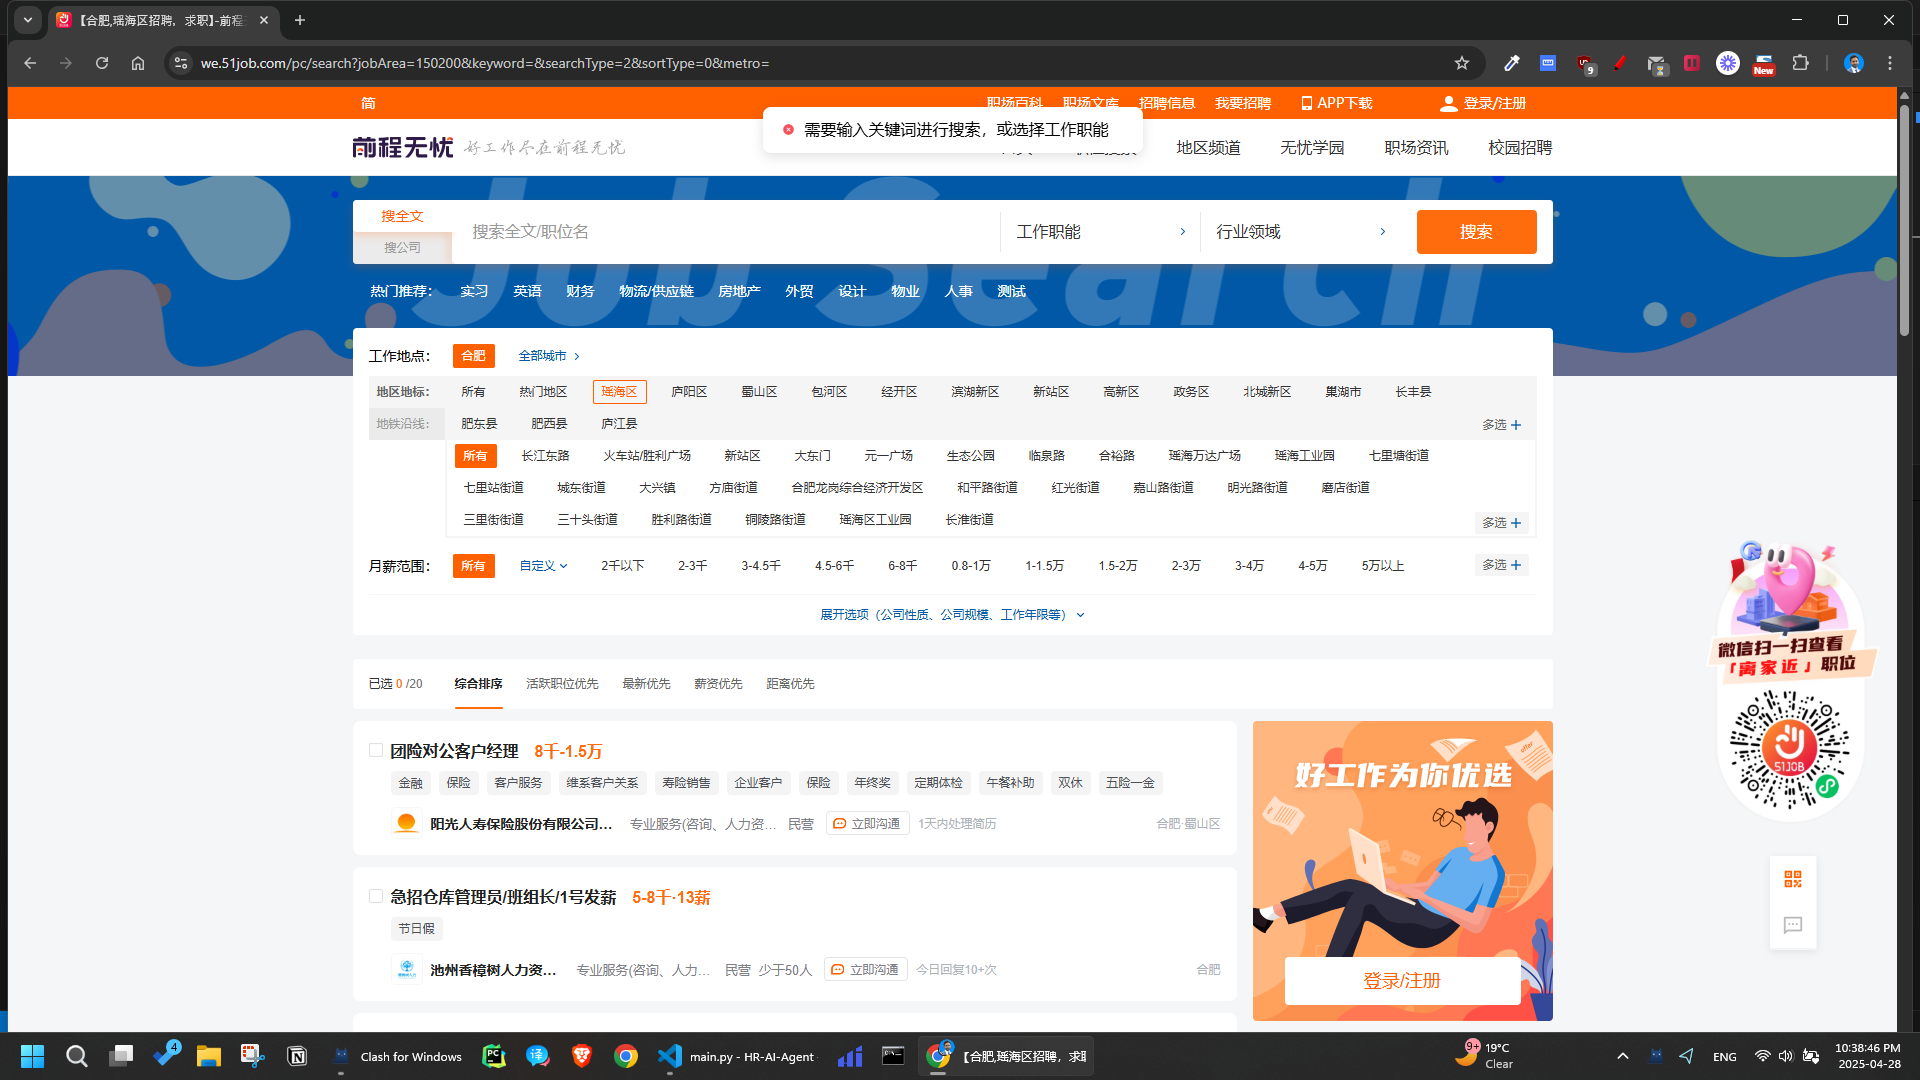 【合肥,瑶海区招聘，求职】-前程
we.51job.com/pc/search?jobArea=150200&keyword=&searchType=2&sortType=0&metro=
9
New
简
职场百科 职场文库 招聘信息 我要招聘 APP下载 登录/注册
需要输入关键词进行搜索，或选择工作职能
前程无忧 好工作尽在前程无忧
地区频道 无忧学园 职场资讯 校园招聘
Job Search
搜全文
搜公司
搜索全文/职位名 工作职能 行业领域 搜索
热门推荐： 实习 英语 财务 物流/供应链 房地产 外贸 设计 物业 人事 测试
工作地点： 合肥 全部城市
地区地标： 所有 热门地区 瑶海区 庐阳区 蜀山区 包河区 经开区 滨湖新区 新站区 高新区 政务区 北城新区 巢湖市 长丰县
地铁沿线： 肥东县 肥西县 庐江县 多选
所有 长江东路 火车站/胜利广场 新站区 大东门 元一广场 生态公园 临泉路 合裕路 瑶海万达广场 瑶海工业园 七里塘街道
七里站街道 城东街道 大兴镇 方庙街道 合肥龙岗综合经济开发区 和平路街道 红光街道 嘉山路街道 明光路街道 磨店街道
三里街街道 三十头街道 胜利路街道 铜陵路街道 瑶海区工业园 长淮街道 多选
月薪范围： 所有 自定义 2千以下 2-3千 3-4.5千 4.5-6千 6-8千 0.8-1万 1-1.5万 1.5-2万 2-3万 3-4万 4-5万 5万以上 多选
展开选项（公司性质、公司规模、工作年限等）
已选 0 /20 综合排序 活跃职位优先 最新优先 薪资优先 距离优先
团险对公客户经理 8千-1.5万
金融 保险 客户服务 维系客户关系 寿险销售 企业客户 保险 年终奖 定期体检 午餐补助 双休 五险一金
阳光人寿保险股份有限公司... 专业服务(咨询、人力资... 民营 立即沟通 1天内处理简历 合肥·蜀山区
急招仓库管理员/班组长/1号发薪 5-8千·13薪
节日假
池州香樟树人力资... 专业服务(咨询、人力... 民营 少于50人 立即沟通 今日回复10+次 合肥
好工作为你优选
offer
登录/注册
微信扫一扫查看
「离家近」职位
51JOB
4
Clash for Windows
main.py - HR-AI-Agent
【合肥,瑶海区招聘，求职
9+
19°C
Clear
ENG
10:38:46 PM
2025-04-28